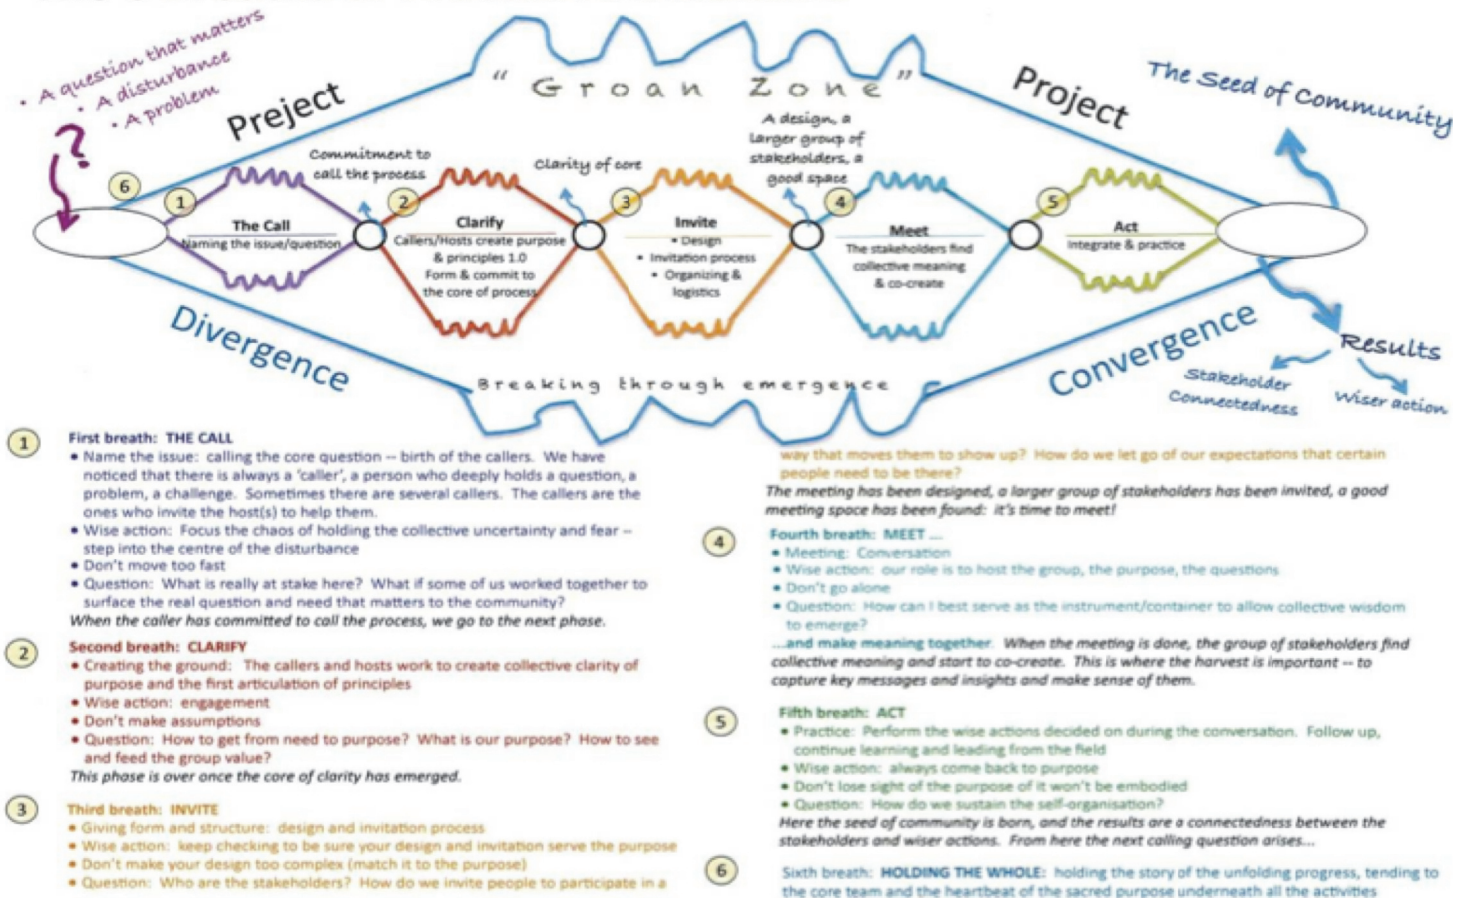 • A question that matters
• A disturbance
• A problem
?
Preject
" Groan Zone "
Project
The Seed of Community
Commitment to
call the process
Clarity of core
A design, a
larger group of
stakeholders, a
good space
6
1
2
3
4
5
The Call
Naming the issue/question
Clarify
Callers/Hosts create purpose
& principles 1.0
Form & commit to
the core of process
Invite
• Design
• Invitation process
• Organizing &
logistics
Meet
The stakeholders find
collective meaning
& co-create
Act
Integrate & practice
Divergence
Breaking through emergence
Convergence
Results
Stakeholder
Connectedness
Wiser action
1
First breath: THE CALL
• Name the issue: calling the core question -- birth of the callers. We have
noticed that there is always a 'caller', a person who deeply holds a question, a
problem, a challenge. Sometimes there are several callers. The callers are the
ones who invite the host(s) to help them.
• Wise action: Focus the chaos of holding the collective uncertainty and fear --
step into the centre of the disturbance
• Don't move too fast
• Question: What is really at stake here? What if some of us worked together to
surface the real question and need that matters to the community?
When the caller has committed to call the process, we go to the next phase.
2
Second breath: CLARIFY
• Creating the ground: The callers and hosts work to create collective clarity of
purpose and the first articulation of principles
• Wise action: engagement
• Don't make assumptions
• Question: How to get from need to purpose? What is our purpose? How to see
and feed the group value?
This phase is over once the core of clarity has emerged.
3
Third breath: INVITE
• Giving form and structure: design and invitation process
• Wise action: keep checking to be sure your design and invitation serve the purpose
• Don't make your design too complex (match it to the purpose)
• Question: Who are the stakeholders? How do we invite people to participate in a
way that moves them to show up? How do we let go of our expectations that certain
people need to be there?
The meeting has been designed, a larger group of stakeholders has been invited, a good
meeting space has been found: it's time to meet!
4
Fourth breath: MEET ...
• Meeting: Conversation
• Wise action: our role is to host the group, the purpose, the questions
• Don't go alone
• Question: How can I best serve as the instrument/container to allow collective wisdom
to emerge?
...and make meaning together. When the meeting is done, the group of stakeholders find
collective meaning and start to co-create. This is where the harvest is important -- to
capture key messages and insights and make sense of them.
5
Fifth breath: ACT
• Practice: Perform the wise actions decided on during the conversation. Follow up,
continue learning and leading from the field
• Wise action: always come back to purpose
• Don't lose sight of the purpose of it won't be embodied
• Question: How do we sustain the self-organisation?
Here the seed of community is born, and the results are a connectedness between the
stakeholders and wiser actions. From here the next calling question arises...
6
Sixth breath: HOLDING THE WHOLE: holding the story of the unfolding progress, tending to
the core team and the heartbeat of the sacred purpose underneath all the activities